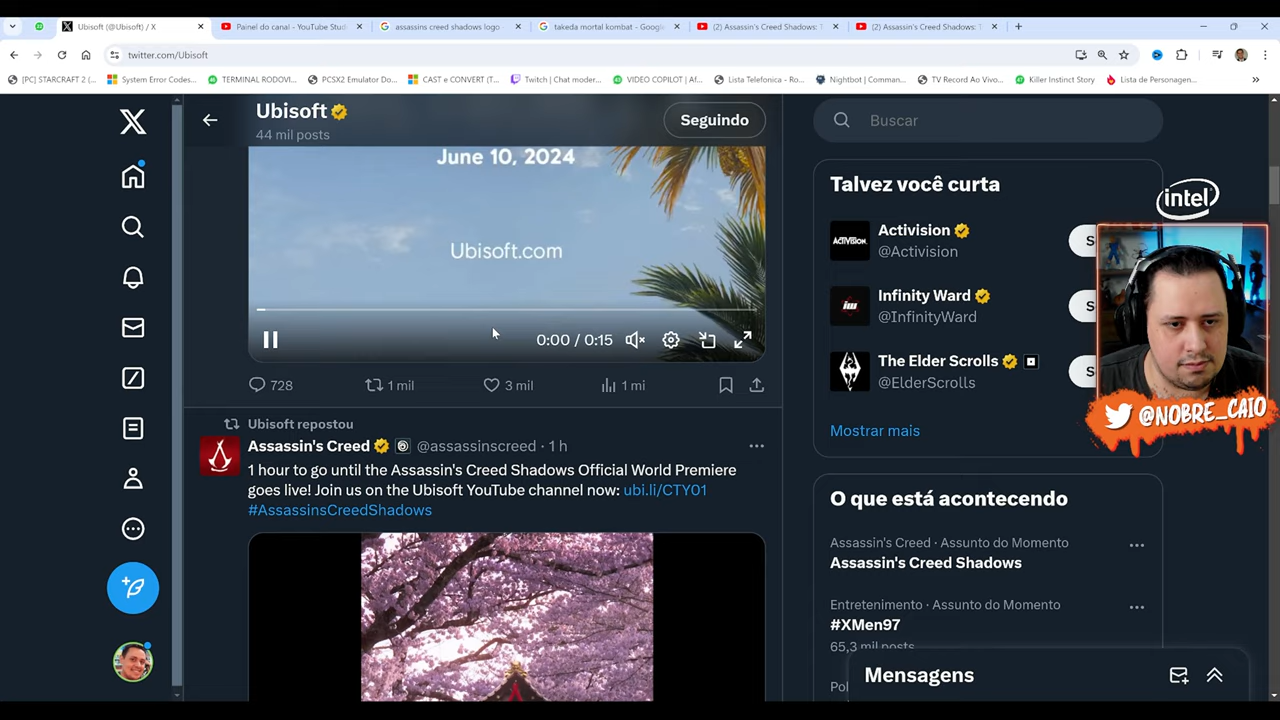 Ubisoft (@Ubisoft) / X
Painel do canal - YouTube Stud
assassins creed shadows logo
takeda mortal kombat - Google
(2) Assassin's Creed Shadows: T
(2) Assassin's Creed Shadows: T
twitter.com/Ubisoft
[PC] STARCRAFT 2 (...
System Error Codes...
TERMINAL RODOVI...
PCSX2 Emulator Do...
CAST e CONVERT (T...
Twitch | Chat moder...
VIDEO COPILOT | Af...
Lista Telefonica - Ro...
Nightbot | Comman...
TV Record Ao Vivo...
Killer Instinct Story
Lista de Personagen...
Ubisoft
44 mil posts
Seguindo
June 10, 2024
Ubisoft.com
0:00 / 0:15
728
1 mil
3 mil
1 mi
Ubisoft repostou
Assassin's Creed @assassinscreed · 1 h
1 hour to go until the Assassin's Creed Shadows Official World Premiere
goes live! Join us on the Ubisoft YouTube channel now: ubi.li/CTY01
#AssassinsCreedShadows
Buscar
Talvez você curta
Activision
@Activision
ACTIVISION
S
Infinity Ward
@InfinityWard
iw
S
The Elder Scrolls
@ElderScrolls
S
Mostrar mais
O que está acontecendo
Assassin's Creed · Assunto do Momento
Assassin's Creed Shadows
Entretenimento · Assunto do Momento
#XMen97
65,3 mil posts
Pol
Mensagens
intel
@NOBRE_CAIO